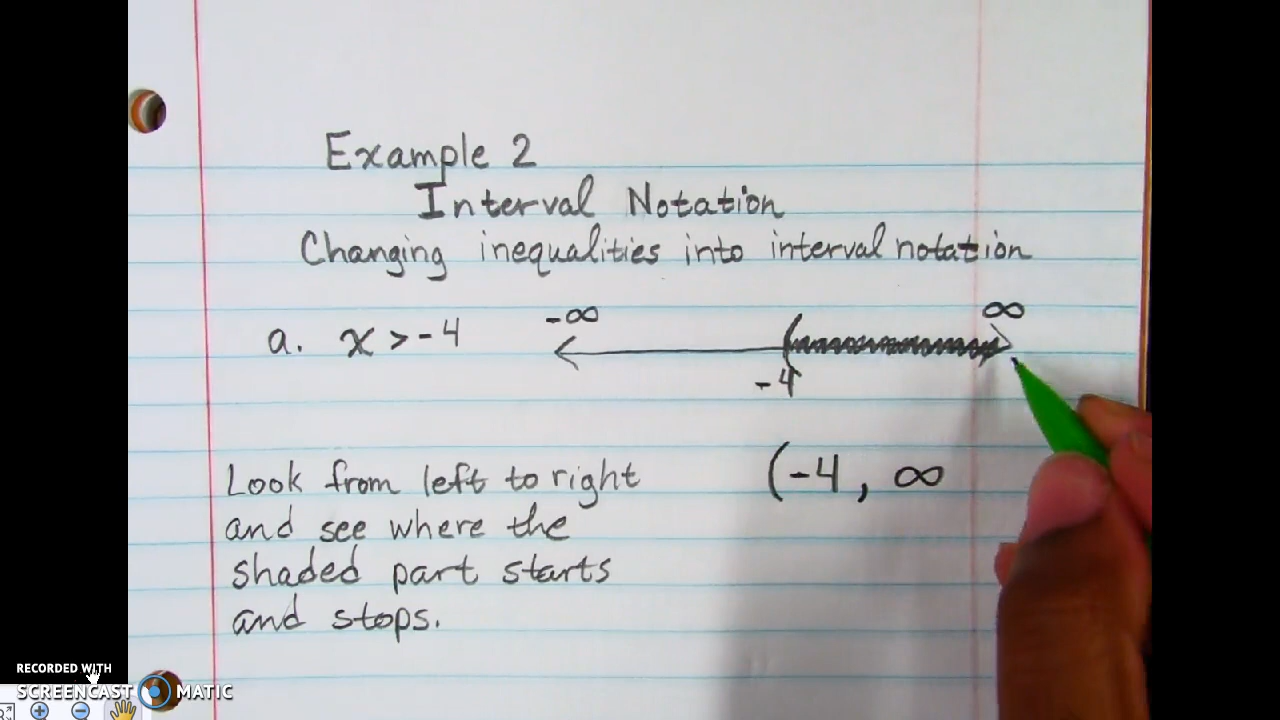 Example 2
Interval Notation
Changing inequalities into interval notation
a. x > -4
-∞ ∞
-4
(-4, ∞
Look from left to right
and see where the
shaded part starts
and stops.
RECORDED WITH
SCREENCAST MATIC